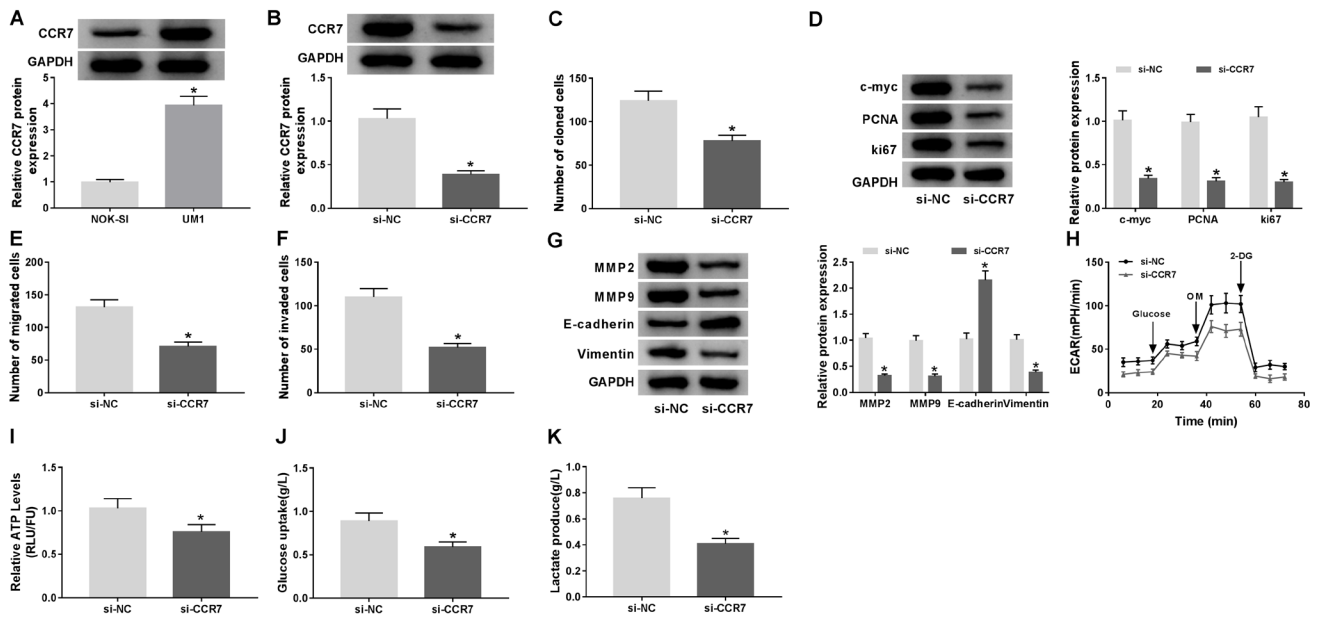 A
CCR7
GAPDH
Relative CCR7 protein
expression
5
4
3
2
1
0
*
NOK-SI UM1
B
CCR7
GAPDH
Relative CCR7 protein
expression
1.5
1.0
0.5
0.0
*
si-NC si-CCR7
C
Number of cloned cells
150
100
50
0
*
si-NC si-CCR7
D
c-myc
PCNA
ki67
GAPDH
si-NC si-CCR7
si-NC si-CCR7
Relative protein expression
1.5
1.0
0.5
0.0
* * *
c-myc PCNA ki67
E
Number of migrated cells
200
150
100
50
0
*
si-NC si-CCR7
F
Number of invaded cells
150
100
50
0
*
si-NC si-CCR7
G
MMP2
MMP9
E-cadherin
Vimentin
GAPDH
si-NC si-CCR7
si-NC si-CCR7
Relative protein expression
2.5
2.0
1.5
1.0
0.5
0.0
* * * *
MMP2 MMP9 E-cadherin Vimentin
H
si-NC
si-CCR7
2-DG
OM
Glucose
ECAR(mPH/min)
150
100
50
0
0 20 40 60 80
Time (min)
I
Relative ATP Levels
(RLU/FU)
1.5
1.0
0.5
0.0
*
si-NC si-CCR7
J
Glucose uptake(g/L)
1.5
1.0
0.5
0.0
*
si-NC si-CCR7
K
Lactate produce(g/L)
1.0
0.8
0.6
0.4
0.2
0.0
*
si-NC si-CCR7